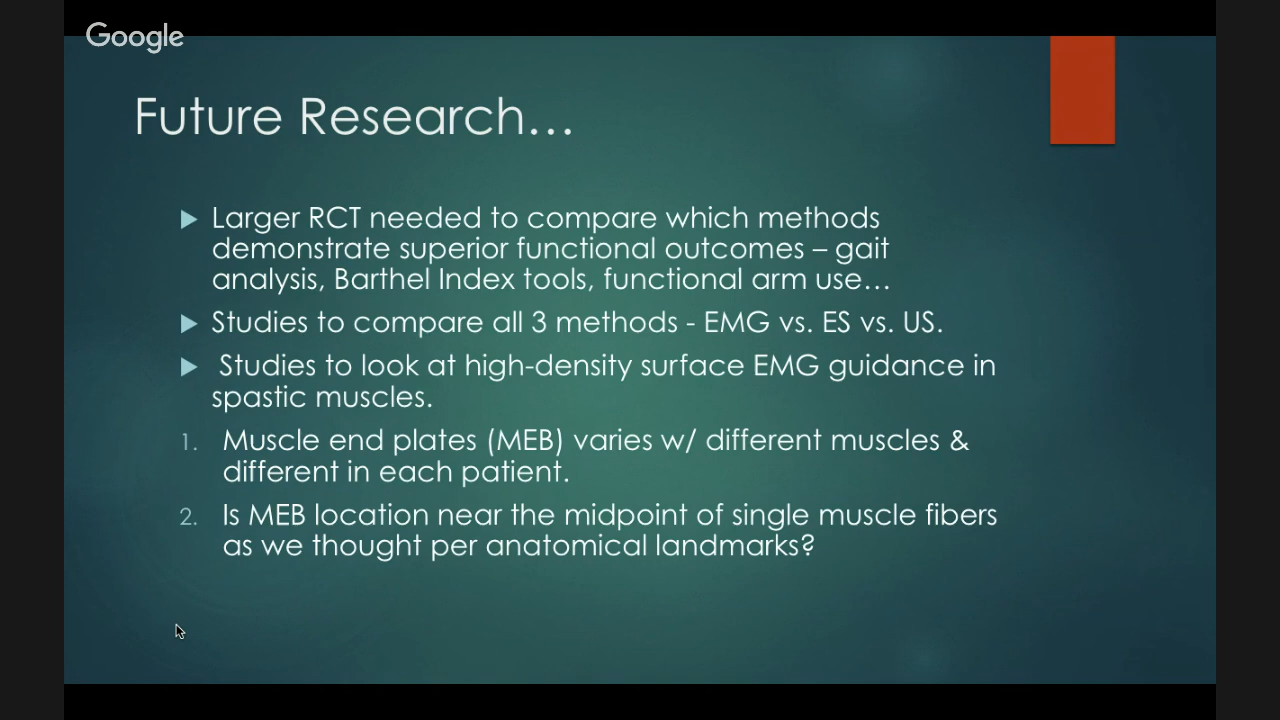 Google
Future Research...
Larger RCT needed to compare which methods
demonstrate superior functional outcomes – gait
analysis, Barthel Index tools, functional arm use...
Studies to compare all 3 methods - EMG vs. ES vs. US.
Studies to look at high-density surface EMG guidance in
spastic muscles.
1. Muscle end plates (MEB) varies w/ different muscles &
different in each patient.
2. Is MEB location near the midpoint of single muscle fibers
as we thought per anatomical landmarks?